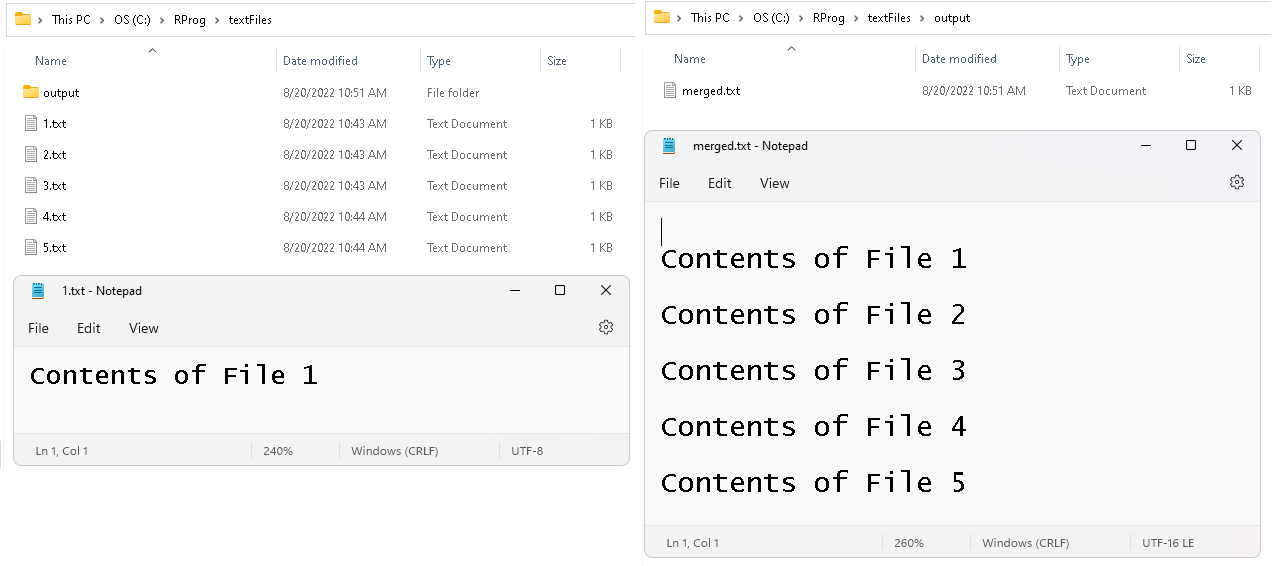 This PC > OS (C:) > RProg > textFiles
Name Date modified Type Size
output 8/20/2022 10:51 AM File folder
1.txt 8/20/2022 10:43 AM Text Document 1 KB
2.txt 8/20/2022 10:43 AM Text Document 1 KB
3.txt 8/20/2022 10:43 AM Text Document 1 KB
4.txt 8/20/2022 10:44 AM Text Document 1 KB
5.txt 8/20/2022 10:44 AM Text Document 1 KB
1.txt - Notepad
File Edit View
Contents of File 1
Ln 1, Col 1 240% Windows (CRLF) UTF-8
This PC > OS (C:) > RProg > textFiles > output
Name Date modified Type Size
merged.txt 8/20/2022 10:51 AM Text Document 1 KB
merged.txt - Notepad
File Edit View
Contents of File 1
Contents of File 2
Contents of File 3
Contents of File 4
Contents of File 5
Ln 1, Col 1 260% Windows (CRLF) UTF-16 LE